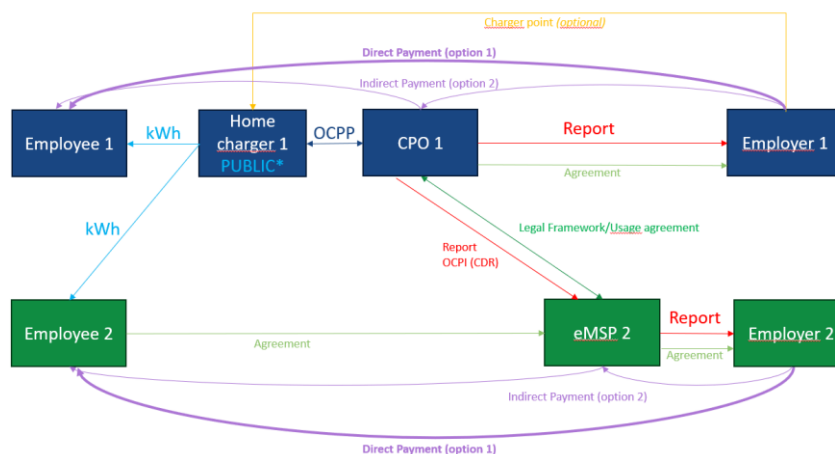 Charger point (optional)
Direct Payment (option 1)
Indirect Payment (option 2)
Employee 1
kWh
Home
charger 1
PUBLIC*
OCPP
CPO 1
Report
Agreement
Employer 1
kWh
Legal Framework/Usage agreement
Report
OCPI (CDR)
Employee 2
Agreement
eMSP 2
Report
Agreement
Employer 2
Indirect Payment (option 2)
Direct Payment (option 1)